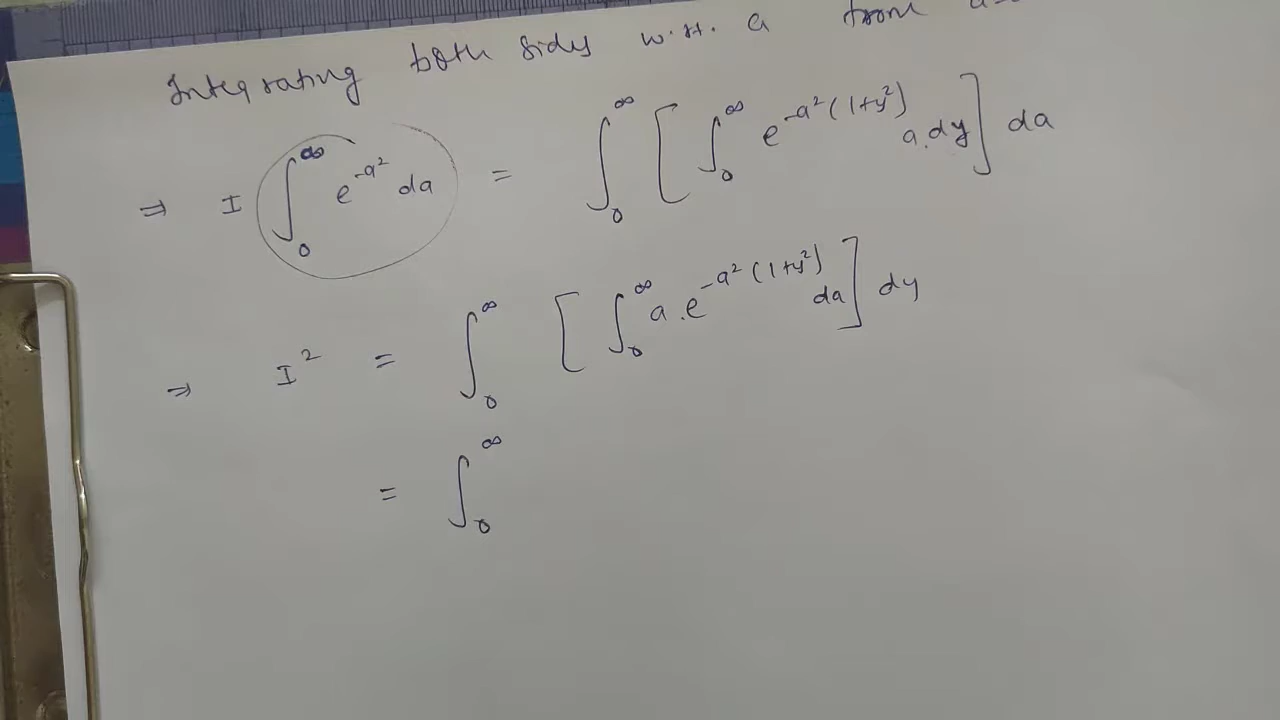 Integrating both sides w.r.t. a from a=
⇒ I ∫₀^∞ e^{-a²} da = ∫₀^∞ [ ∫₀^∞ e^{-a²(1+y²)} a.dy ] da
⇒ I² = ∫₀^∞ [ ∫₀^∞ a.e^{-a²(1+y²)} da ] dy
= ∫₀^∞